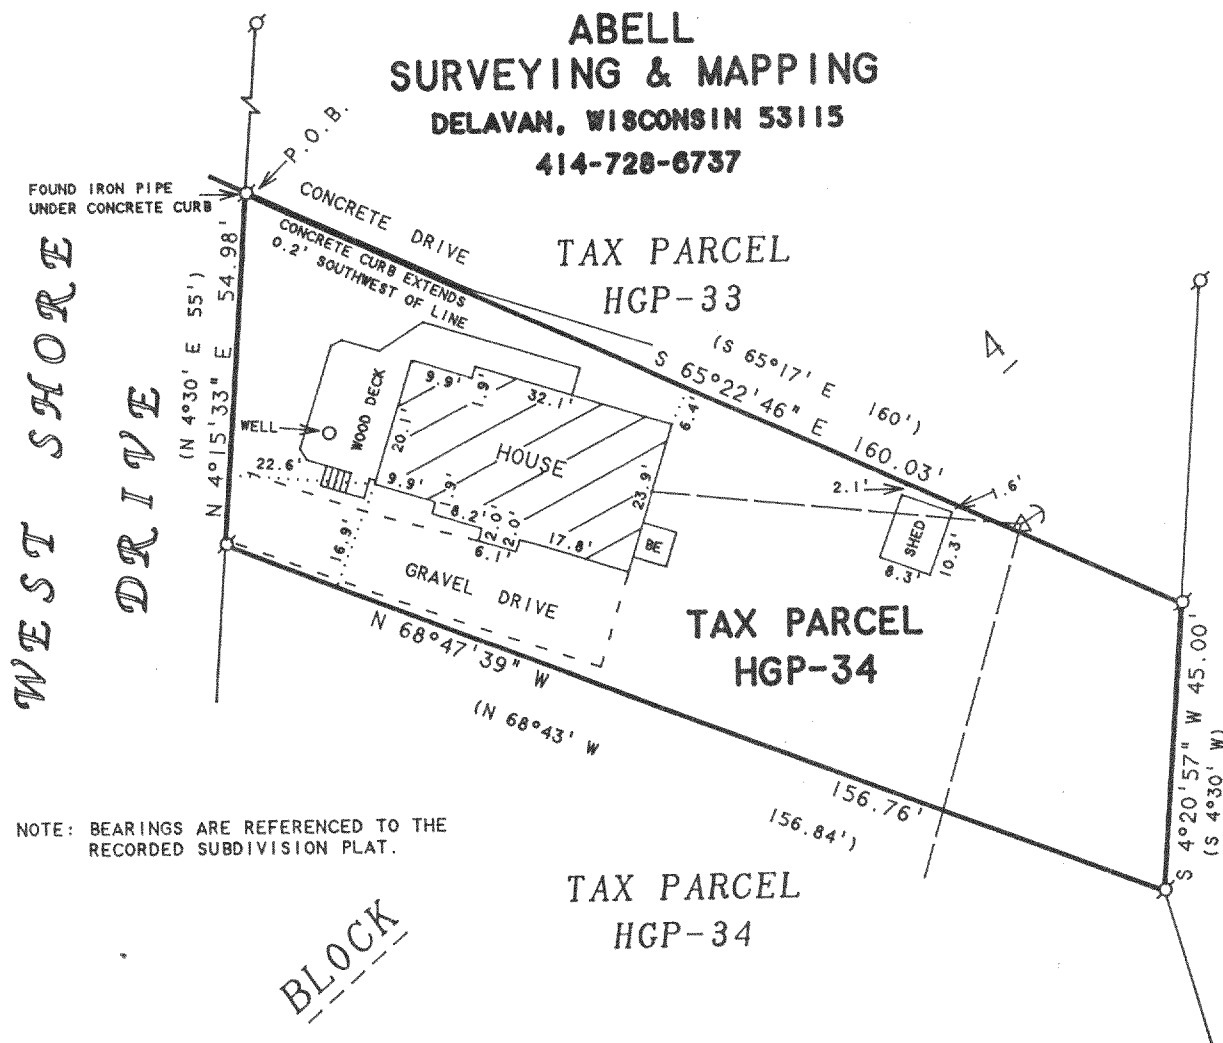 ABELL
SURVEYING & MAPPING
DELAVAN, WISCONSIN 53115
414-728-6737
P.O.B.
FOUND IRON PIPE
UNDER CONCRETE CURB
CONCRETE DRIVE
CONCRETE CURB EXTENDS
0.2' SOUTHWEST OF LINE
TAX PARCEL
HGP-33
WEST SHORE
DRIVE
(N 4°30' E 55')
N 4°15'33" E 54.98'
(S 65°17' E 160')
S 65°22'46" E 160.03'
4,
WELL
WOOD DECK
22.6'
9.9'
1.9'
32.1'
6.4'
20.1'
HOUSE
9.9'
1.9'
8.2'
2.0'
2.0'
6.1'
17.8'
23.9'
BE
16.9'
GRAVEL DRIVE
2.1'
1.6'
SHED
8.3'
10.3'
TAX PARCEL
HGP-34
N 68°47'39" W 156.76'
(N 68°43' W 156.84')
S 4°20'57" W 45.00'
(S 4°30' W)
NOTE: BEARINGS ARE REFERENCED TO THE
RECORDED SUBDIVISION PLAT.
TAX PARCEL
HGP-34
BLOCK